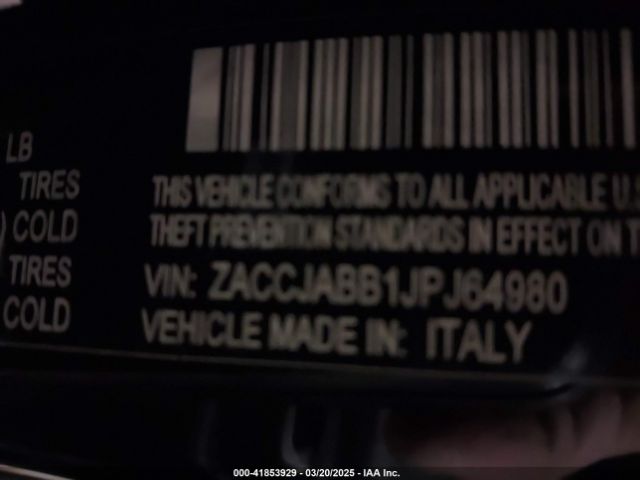 LB
TIRES
) COLD
TIRES
COLD
THIS VEHICLE CONFORMS TO ALL APPLICABLE U.S
THEFT PREVENTION STANDARDS IN EFFECT ON T
VIN: ZACCJABB1JPJ64980
VEHICLE MADE IN: ITALY
000-41853929 - 03/20/2025 - IAA Inc.